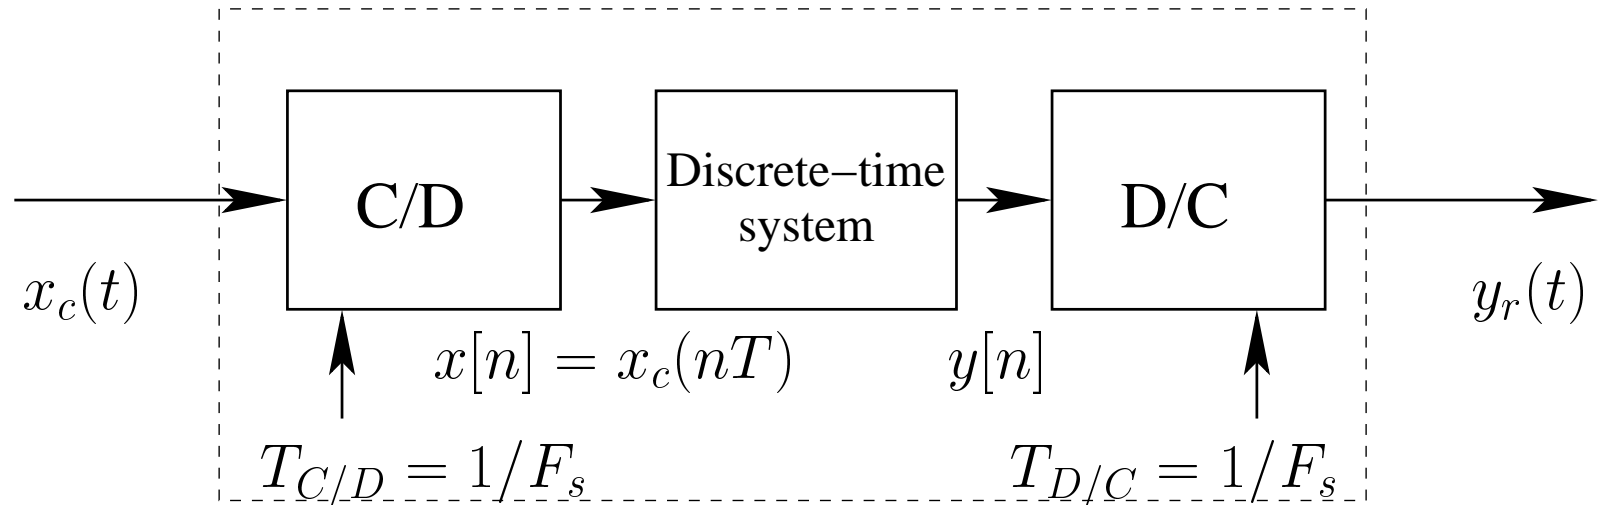 C/D
Discrete−time
system
D/C
x_c(t)
y_r(t)
x[n] = x_c(nT)
y[n]
T_{C/D} = 1/F_s
T_{D/C} = 1/F_s